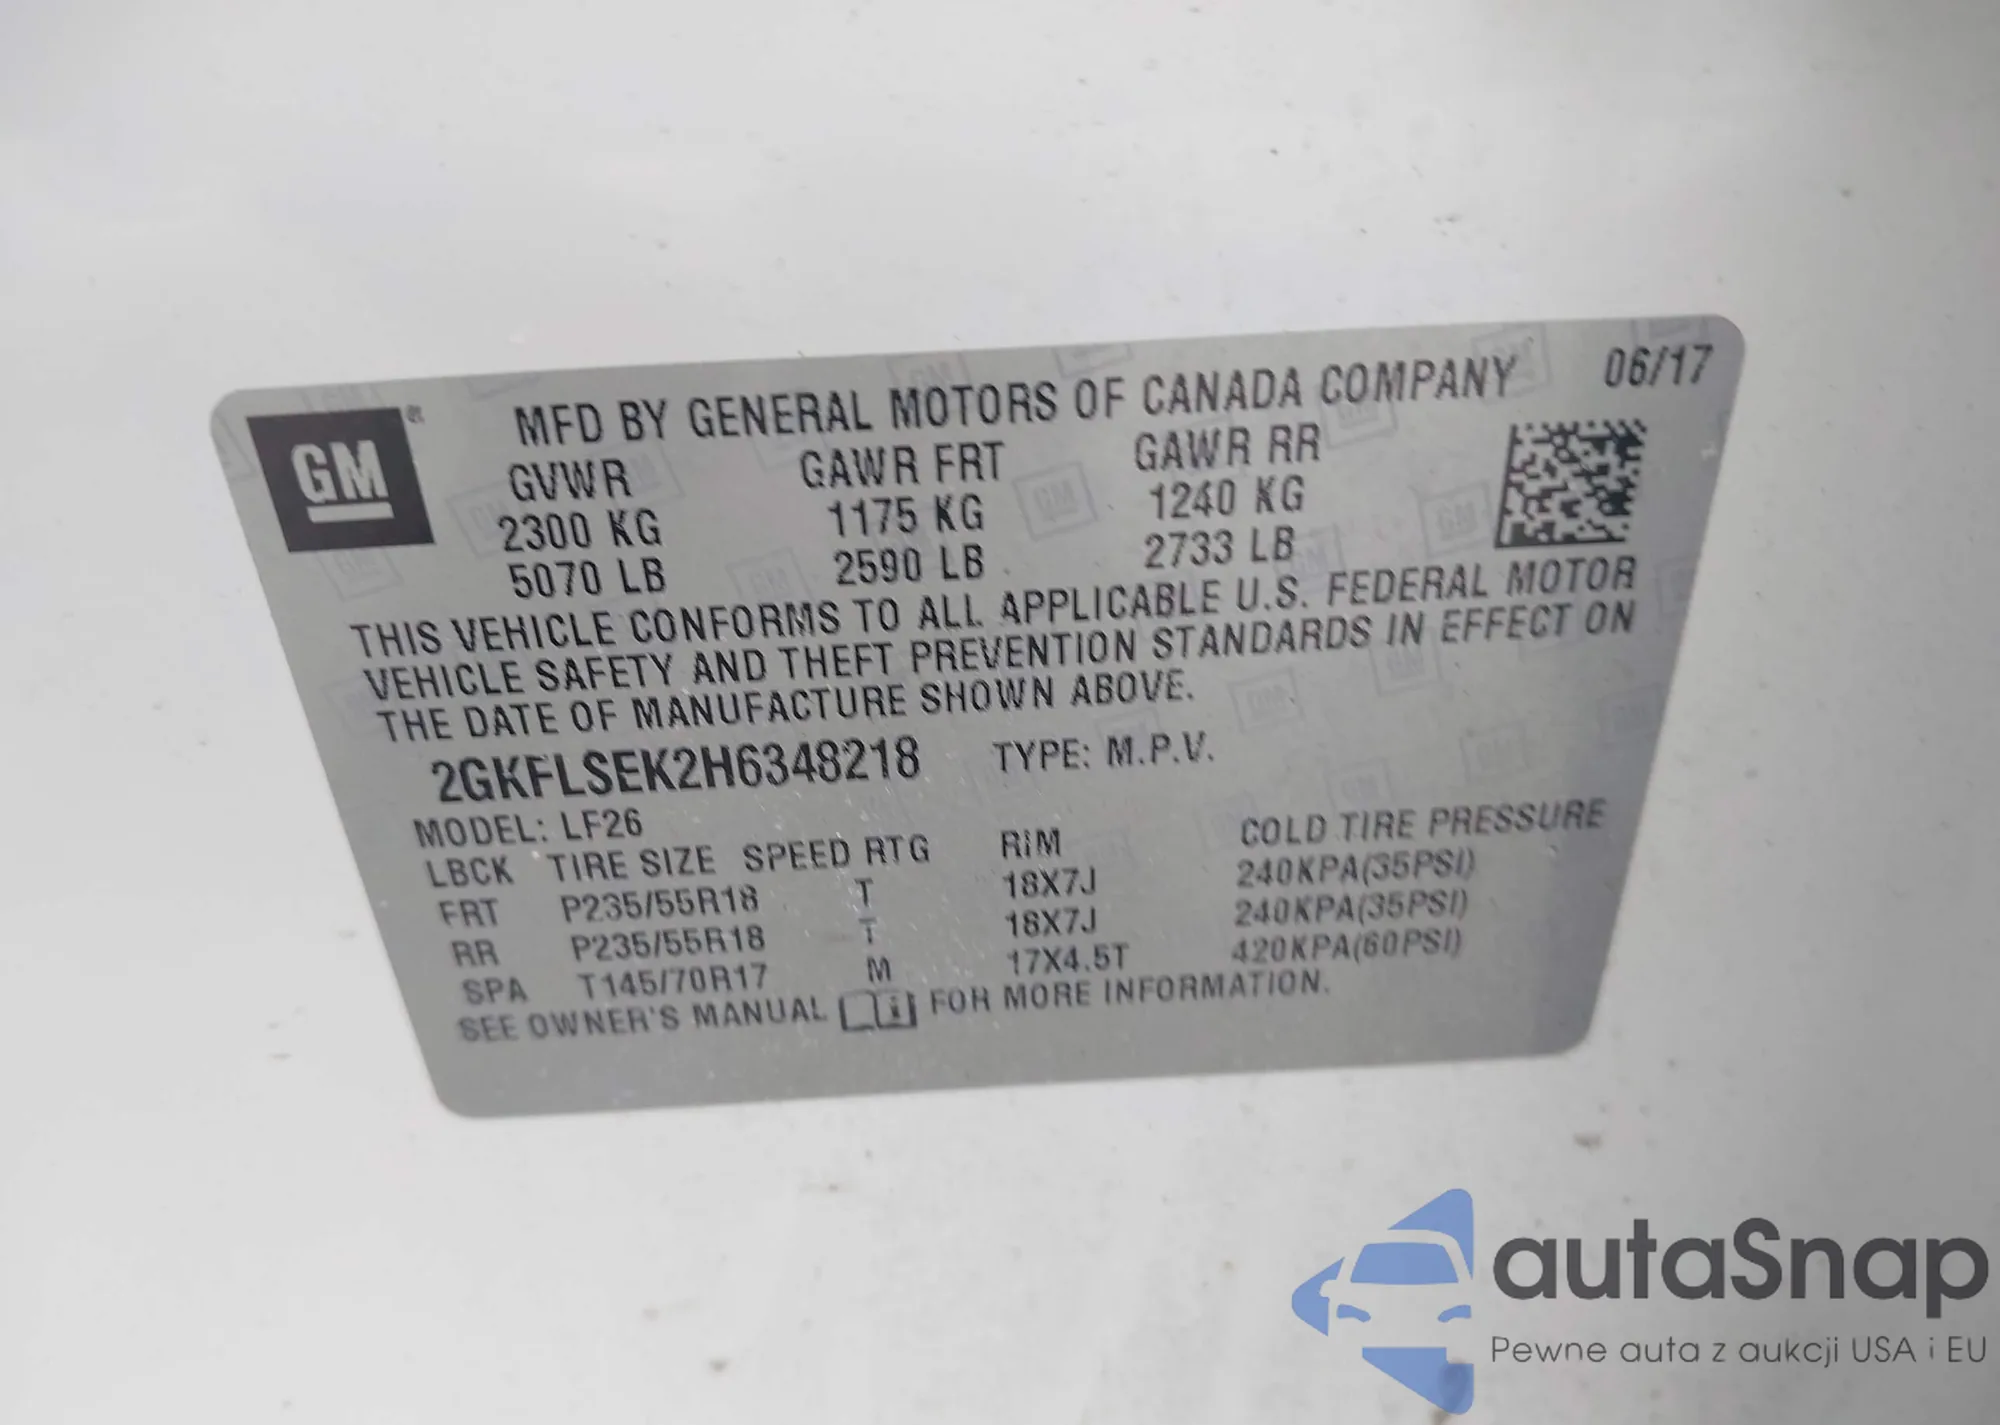 GM
MFD BY GENERAL MOTORS OF CANADA COMPANY 06/17
GVWR GAWR FRT GAWR RR
2300 KG 1175 KG 1240 KG
5070 LB 2590 LB 2733 LB
THIS VEHICLE CONFORMS TO ALL APPLICABLE U.S. FEDERAL MOTOR
VEHICLE SAFETY AND THEFT PREVENTION STANDARDS IN EFFECT ON
THE DATE OF MANUFACTURE SHOWN ABOVE.
2GKFLSEK2H6348218 TYPE: M.P.V.
MODEL: LF26
LBCK TIRE SIZE SPEED RTG RIM COLD TIRE PRESSURE
FRT P235/55R18 T 18X7J 240KPA(35PSI)
RR P235/55R18 T 18X7J 240KPA(35PSI)
SPA T145/70R17 M 17X4.5T 420KPA(60PSI)
SEE OWNER'S MANUAL i FOR MORE INFORMATION.
autaSnap
Pewne auta z aukcji USA i EU